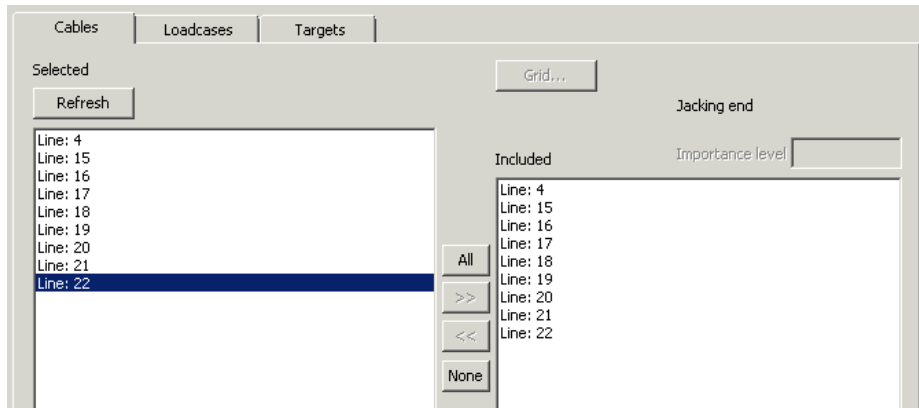 Cables Loadcases Targets
Selected
Refresh
Line: 4
Line: 15
Line: 16
Line: 17
Line: 18
Line: 19
Line: 20
Line: 21
Line: 22
All
>>
<<
None
Grid...
Jacking end
Importance level
Included
Line: 4
Line: 15
Line: 16
Line: 17
Line: 18
Line: 19
Line: 20
Line: 21
Line: 22